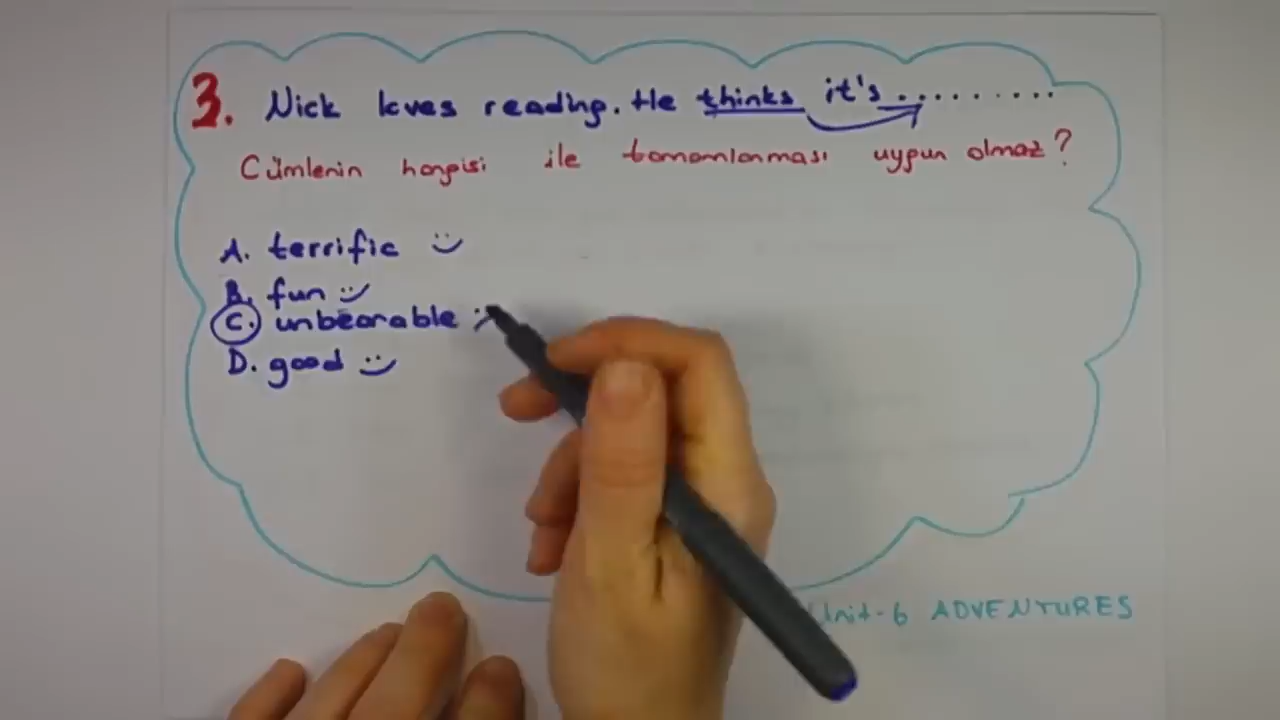 3. Nick loves reading. He thinks it's .........
Cümlenin hangisi ile tamamlanması uygun olmaz?
A. terrific
B. fun
C. unbearable
D. good
Unit-6 ADVENTURES